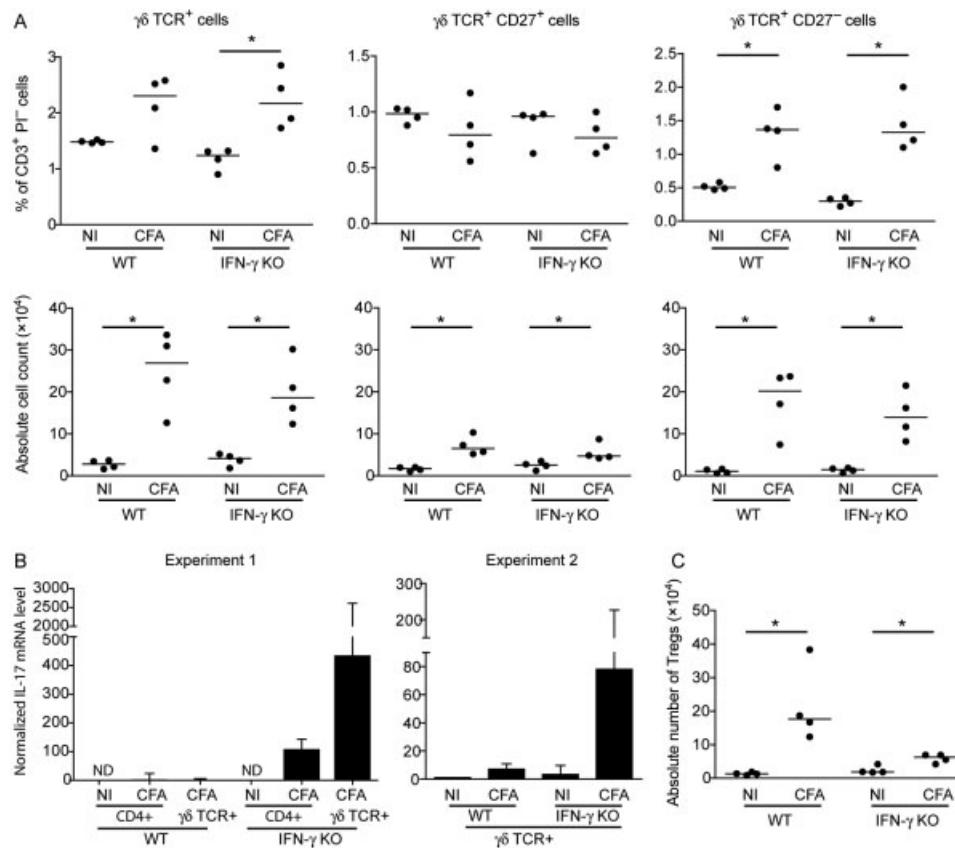 A
γδ TCR⁺ cells
γδ TCR⁺ CD27⁺ cells
γδ TCR⁺ CD27⁻ cells
% of CD3⁺ PI⁻ cells
3
2
1
0
*
NI CFA NI CFA
WT IFN-γ KO
1.5
1.0
0.5
0.0
NI CFA NI CFA
WT IFN-γ KO
2.5
2.0
1.5
1.0
0.5
0.0
* *
NI CFA NI CFA
WT IFN-γ KO
Absolute cell count (×10⁴)
40
30
20
10
0
* *
NI CFA NI CFA
WT IFN-γ KO
40
30
20
10
0
* *
NI CFA NI CFA
WT IFN-γ KO
40
30
20
10
0
* *
NI CFA NI CFA
WT IFN-γ KO
B
Experiment 1
Normalized IL-17 mRNA level
3000
2500
2000
500
400
300
200
100
0
ND ND
NI CFA CFA NI CFA CFA
CD4+ γδ TCR+ CD4+ γδ TCR+
WT IFN-γ KO
Experiment 2
300
200
100
80
60
40
20
0
NI CFA NI CFA
WT IFN-γ KO
γδ TCR+
C
Absolute number of Tregs (×10⁴)
50
40
30
20
10
0
* *
NI CFA NI CFA
WT IFN-γ KO